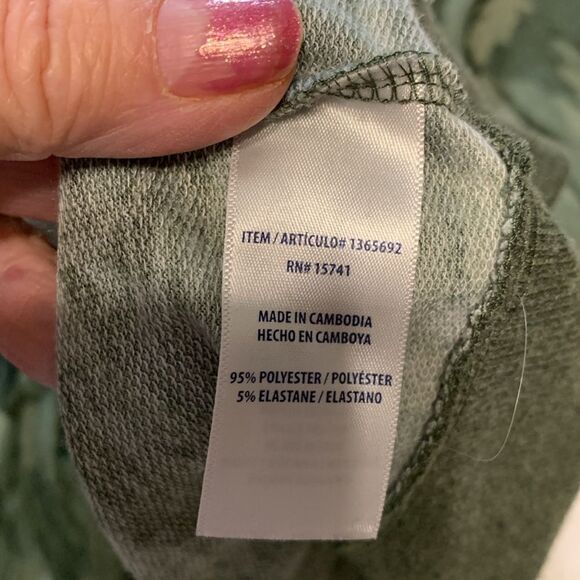 ITEM / ARTÍCULO# 1365692
RN# 15741
MADE IN CAMBODIA
HECHO EN CAMBOYA
95% POLYESTER / POLYÉSTER
5% ELASTANE / ELASTANO